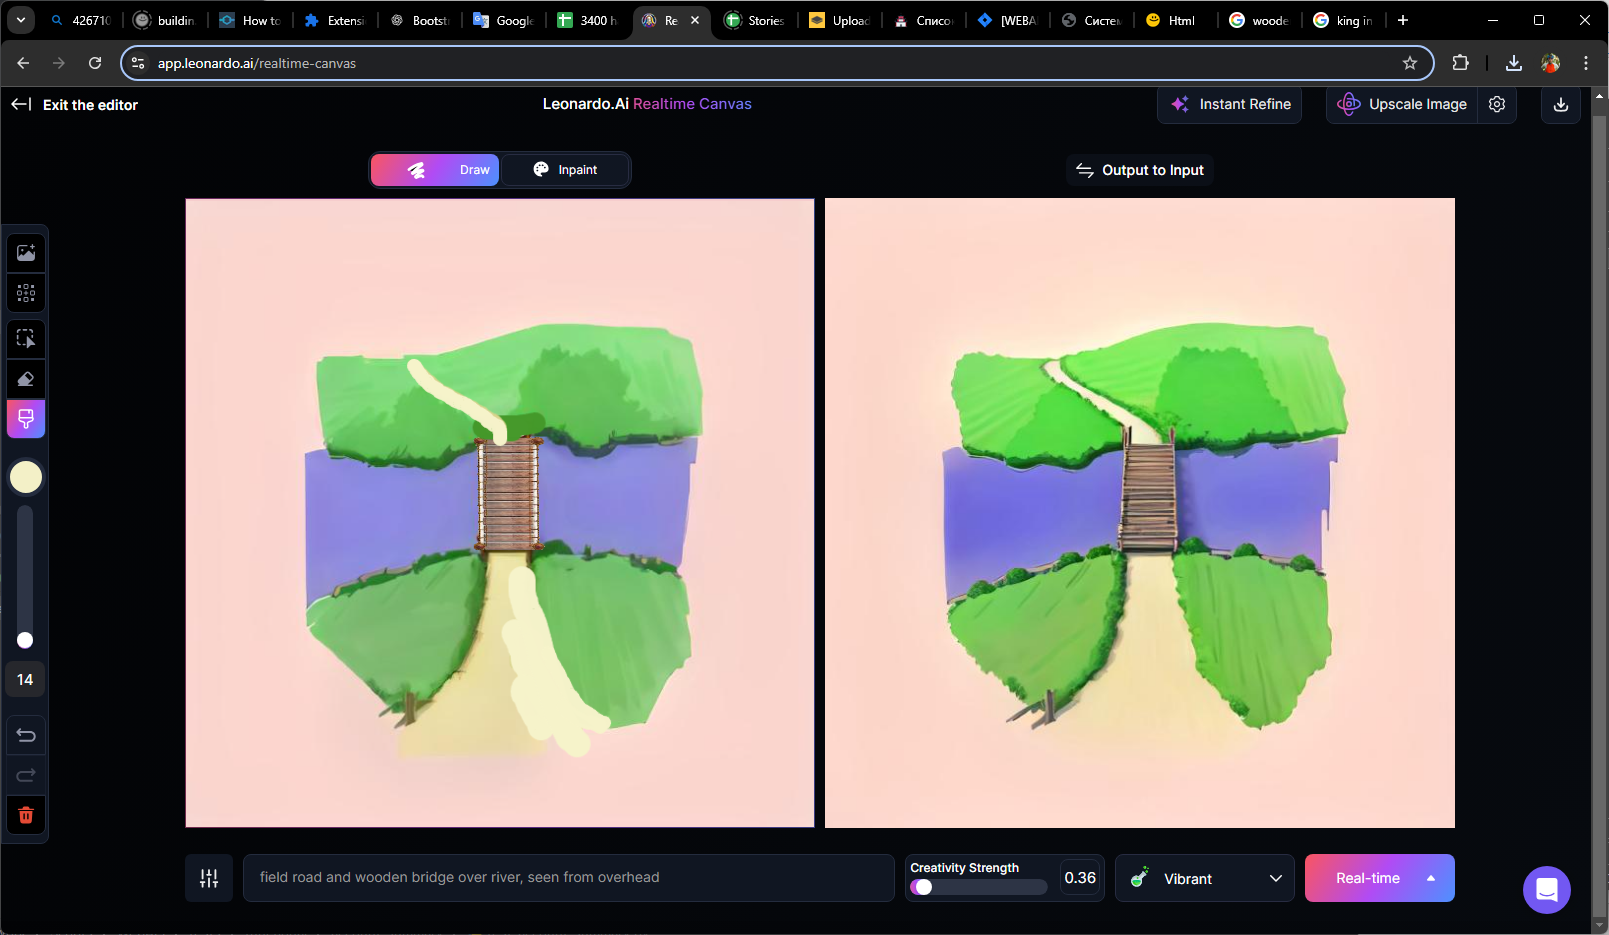 426710
buildin
How to
Extensi
Bootst
Google
3400 h
Re
Stories
Upload
Списо
[WEBA
Систем
Html
woode
king in
app.leonardo.ai/realtime-canvas
Exit the editor
Leonardo.Ai Realtime Canvas
Instant Refine
Upscale Image
Draw
Inpaint
Output to Input
14
field road and wooden bridge over river, seen from overhead
Creativity Strength
0.36
Vibrant
Real-time